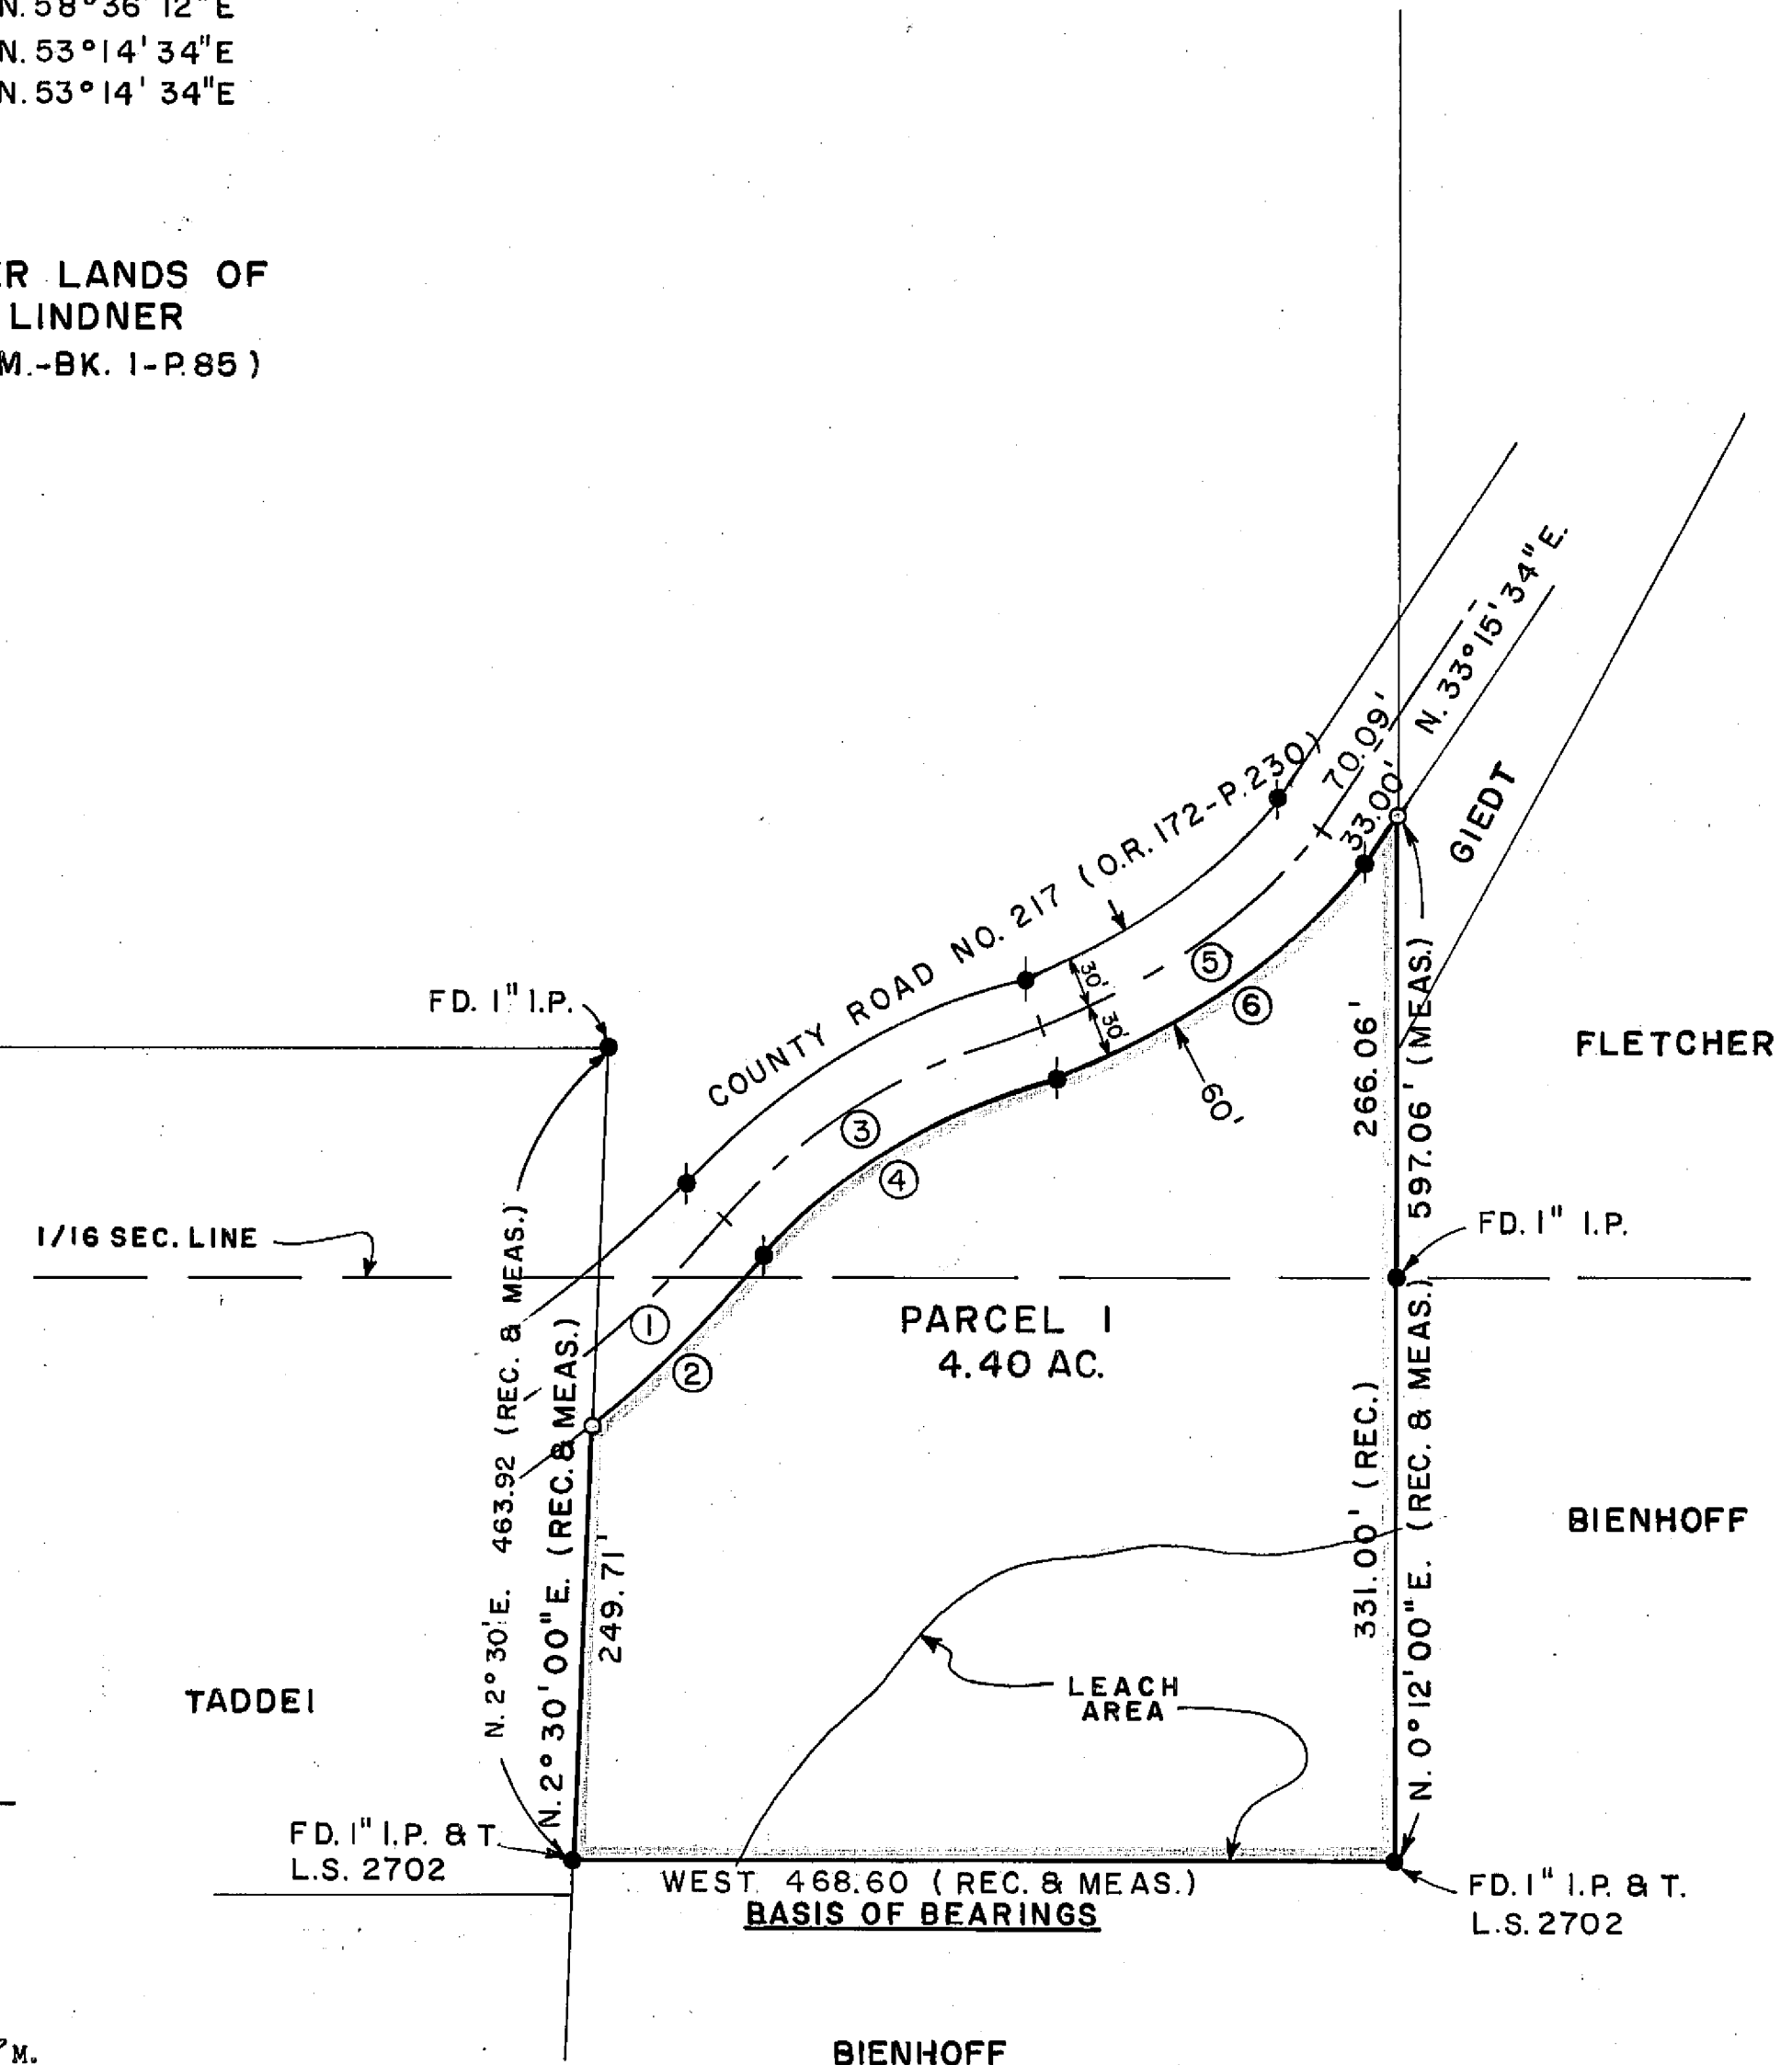 N. 58°36' 12"E
N. 53°14' 34"E
N. 53°14' 34"E
ER LANDS OF
LINDNER
M.-BK. 1-P.85 )
N. 33°15' 34"E.
70.09'
33.00'
GIEDT
COUNTY ROAD NO. 217 ( O.R. 172-P. 230 )
30'
30'
60'
5
6
3
4
1
2
FD. 1" I.P.
FLETCHER
266.06'
597.06' (MEAS.)
1/16 SEC. LINE
FD. 1" I.P.
PARCEL 1
4.40 AC.
N. 2° 30' E. 463.92 (REC. & MEAS.)
N. 2° 30' 00" E. (REC. & MEAS.)
249.71'
331.00' (REC.)
N. 0° 12' 00" E. (REC. & MEAS.)
BIENHOFF
TADDEI
LEACH
AREA
FD. 1" I.P. & T.
L.S. 2702
WEST 468.60 ( REC. & MEAS.)
BASIS OF BEARINGS
FD. 1" I.P. & T.
L.S. 2702
M.
BIENHOFF